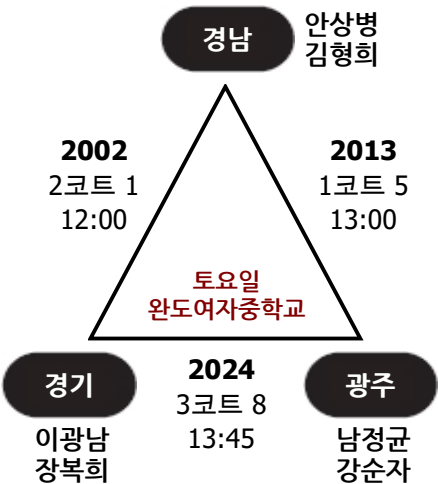 경남
안상병
김형희
2002
2코트 1
12:00
2013
1코트 5
13:00
토요일
완도여자중학교
경기
이광남
장복희
2024
3코트 8
13:45
광주
남정균
강순자